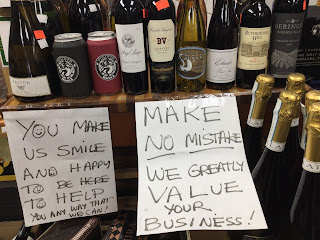 YOU MAKE
US SMILE
AND HAPPY
TO BE HERE
TO HELP
YOU ANY WAY THAT
WE CAN!
MAKE
NO MISTAKE
WE GREATLY
VALUE
YOUR
BUSINESS!
BV